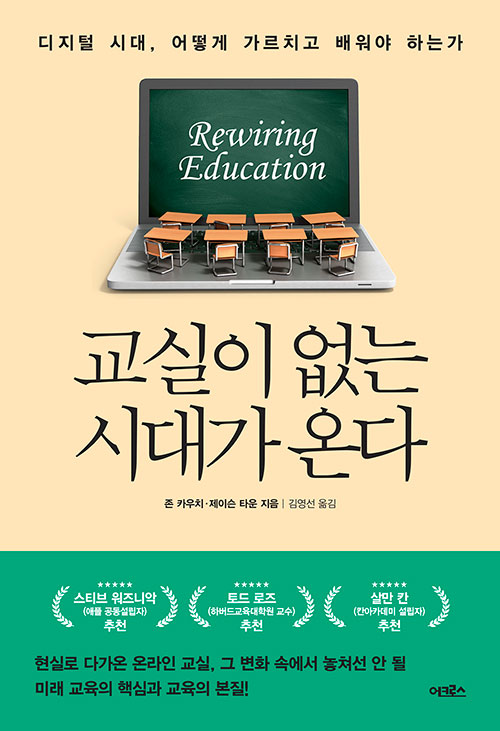 디지털 시대, 어떻게 가르치고 배워야 하는가
Rewiring
Education
교실이 없는
시대가 온다
존 카우치·제이슨 타운 지음 | 김영선 옮김
★★★★★
스티브 워즈니악
(애플 공동설립자)
추천
★★★★★
토드 로즈
(하버드교육대학원 교수)
추천
★★★★★
살만 칸
(칸아카데미 설립자)
추천
현실로 다가온 온라인 교실, 그 변화 속에서 놓쳐선 안 될
미래 교육의 핵심과 교육의 본질!
어크로스